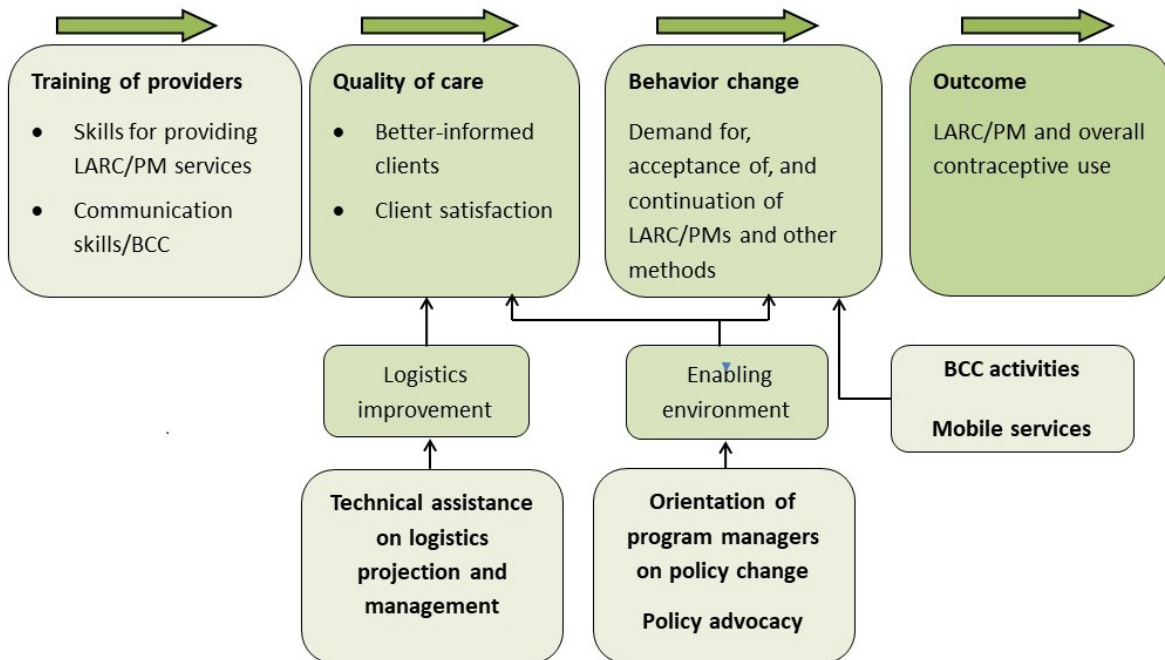 Training of providers
● Skills for providing
LARC/PM services
● Communication
skills/BCC
Quality of care
● Better-informed
clients
● Client satisfaction
Behavior change
Demand for,
acceptance of, and
continuation of
LARC/PMs and other
methods
Outcome
LARC/PM and overall
contraceptive use
Logistics
improvement
Enabling
environment
BCC activities
Mobile services
.
Technical assistance
on logistics
projection and
management
Orientation of
program managers
on policy change
Policy advocacy